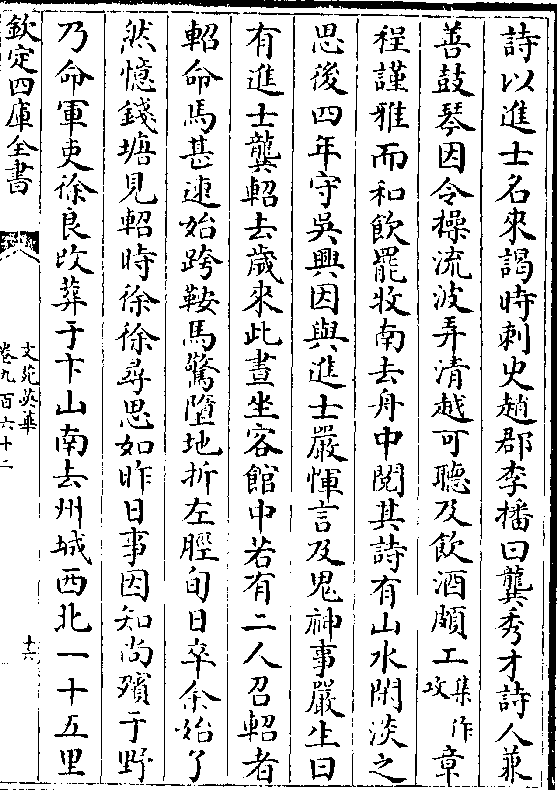 詩以進士名來謁時刺史趙郡李播曰龔秀才詩人兼
善鼓琴因令操流波弄清越可聽及飲酒頗工集作攻章
程謹雅而和飲罷牧南去舟中閱其詩有山水閑淡之
思後四年守吳興因與進士嚴惲言及鬼神事嚴生曰
有進士龔軺去歲來此晝坐客館中若有二人召軺者
軺命馬甚速始跨鞍馬驚墮地折左脛旬日卒余始了
然憶錢塘見軺時徐徐尋思如昨日事因知尚殯于野
乃命軍吏徐良改葬于卞山南去州城西北一十五里
欽定四庫全書
文苑英華
卷九百六十二
十六